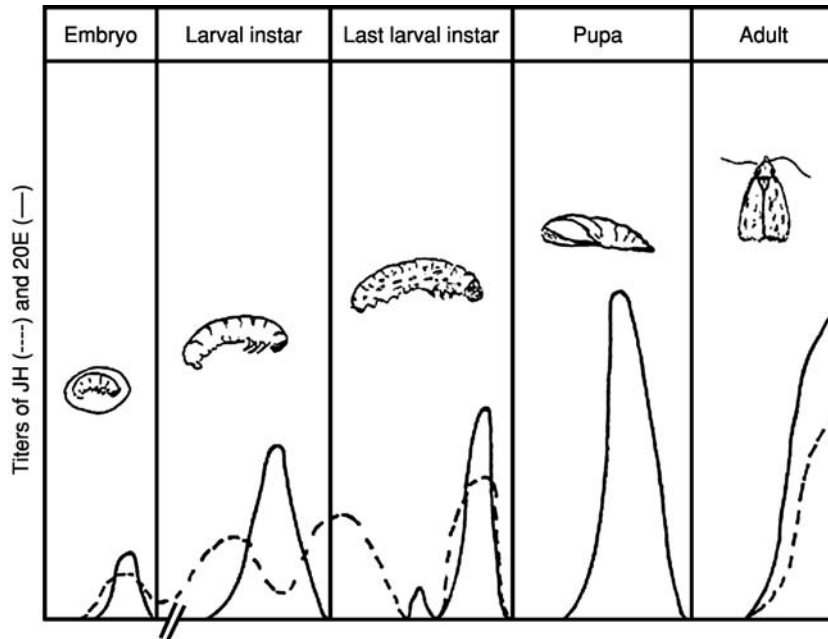 Embryo
Larval instar
Last larval instar
Pupa
Adult
Titers of JH (----) and 20E (—)